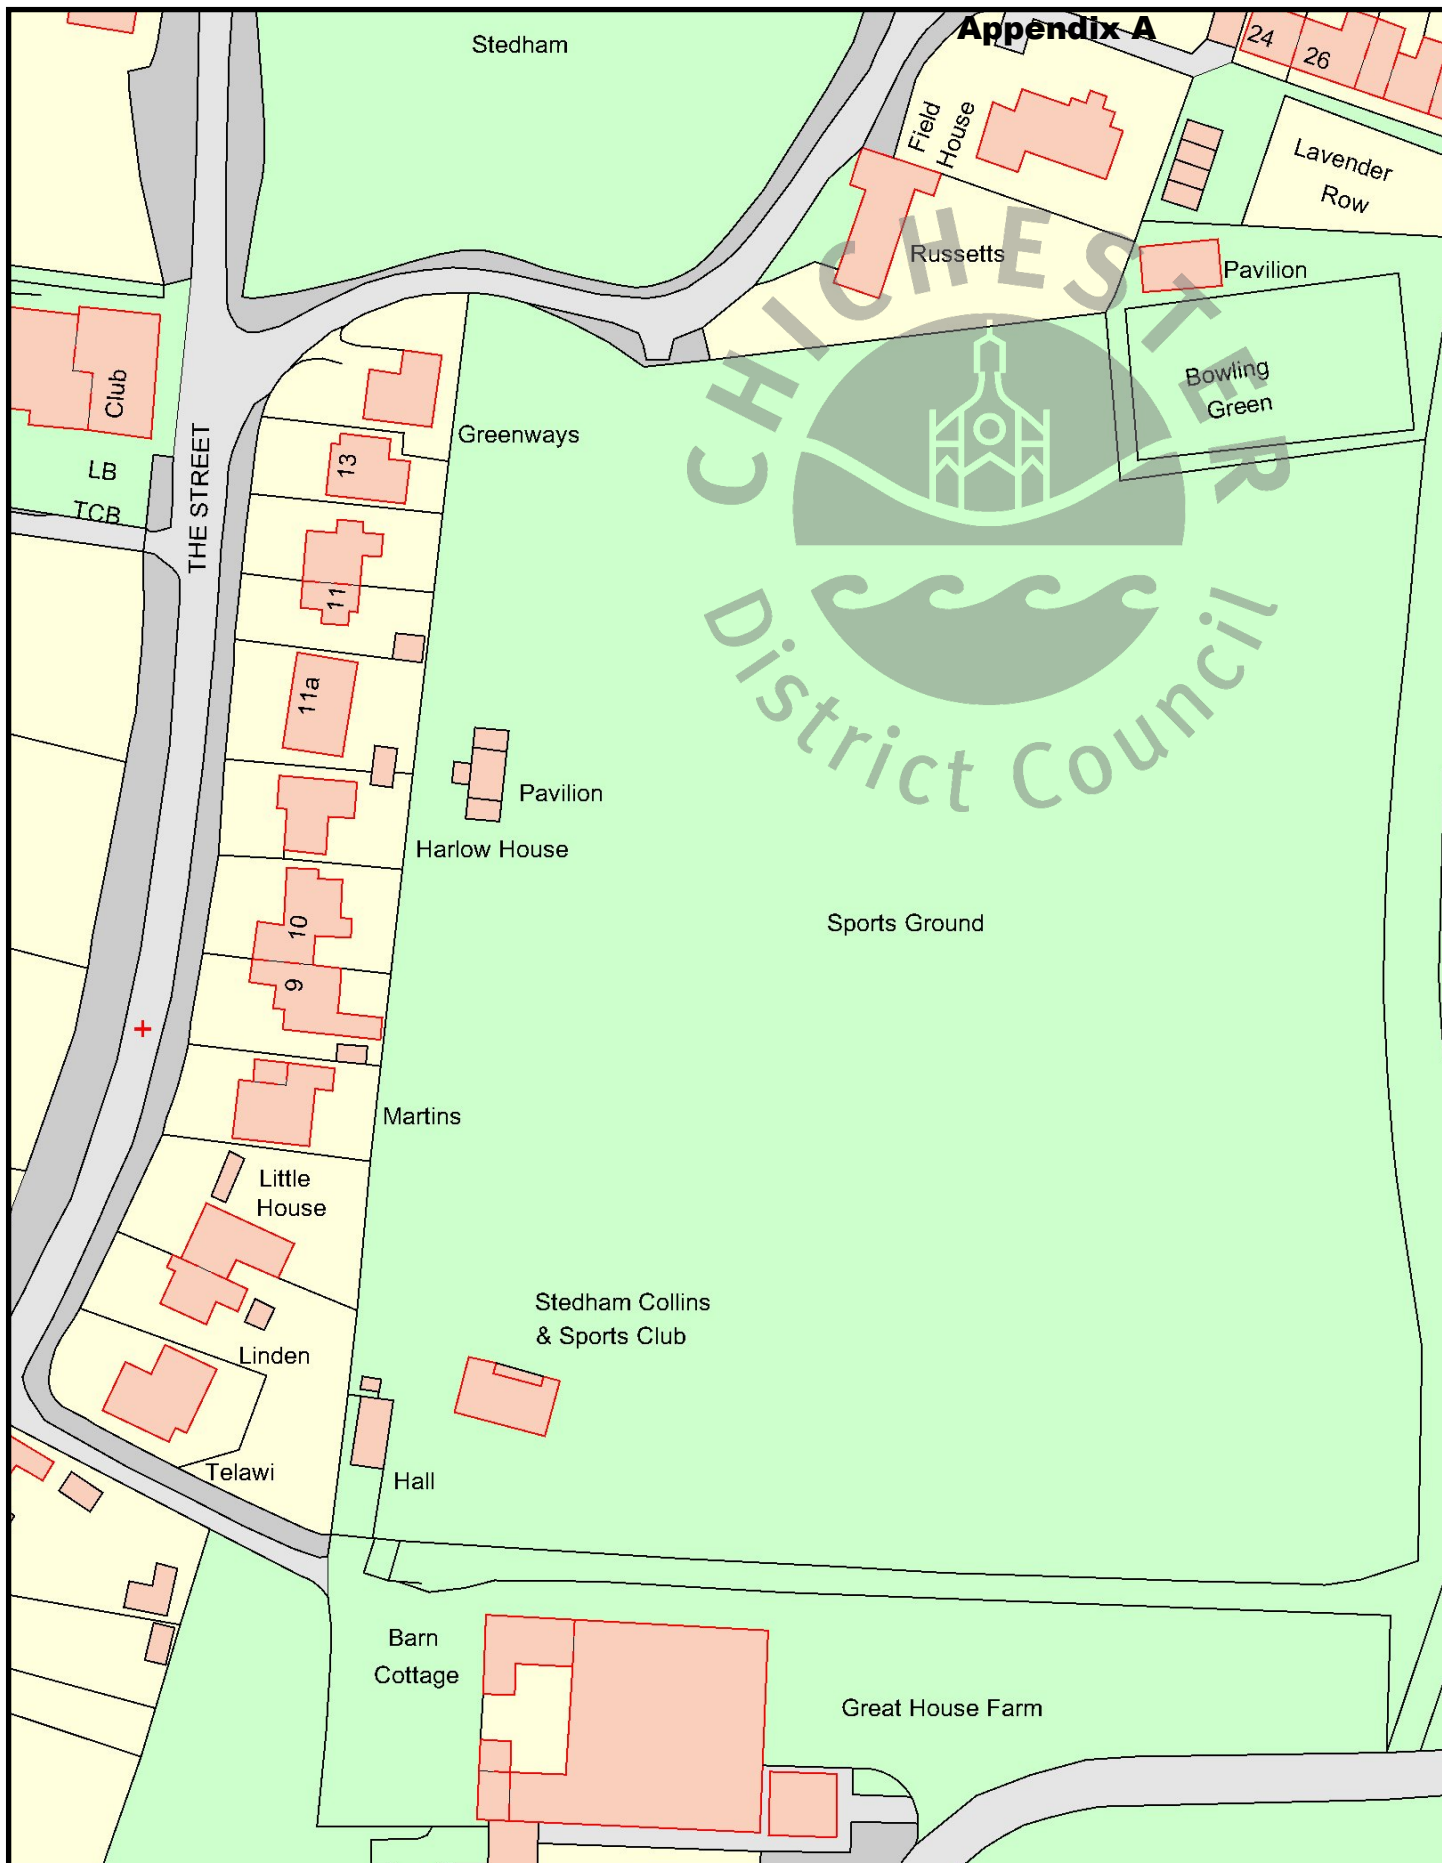 Appendix A
Stedham
24
26
Field
House
Lavender
Row
Russetts
Pavilion
CHICHESTER
District Council
Bowling
Green
Club
Greenways
13
LB
TCB
THE STREET
11
11a
Pavilion
Harlow House
10
Sports Ground
9
Martins
Little
House
Stedham Collins
& Sports Club
Linden
Telawi
Hall
Barn
Cottage
Great House Farm